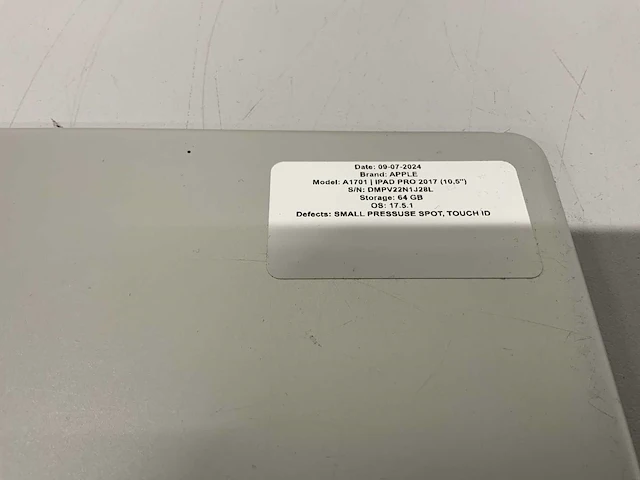 Date: 09-07-2024
Brand: APPLE
Model: A1701 | IPAD PRO 2017 (10,5")
S/N: DMPV22N1J28L
Storage: 64 GB
OS: 17.5.1
Defects: SMALL PRESSUSE SPOT, TOUCH ID